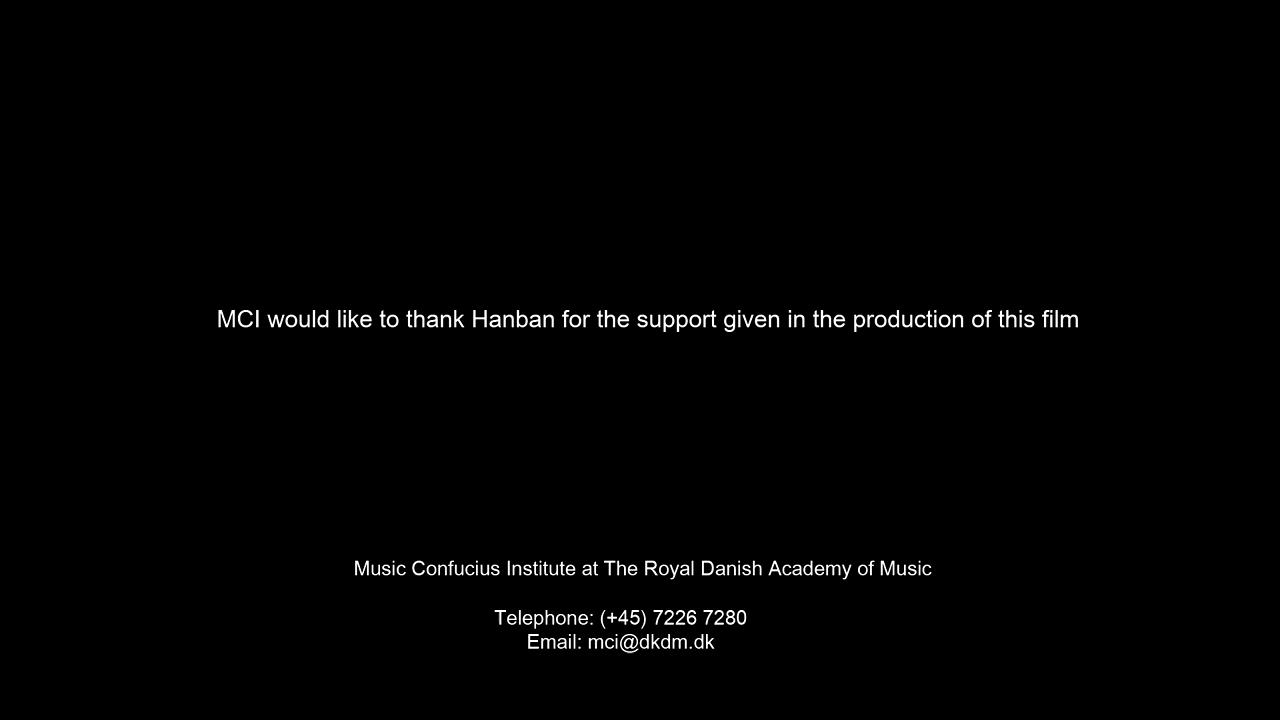 MCI would like to thank Hanban for the support given in the production of this film
Music Confucius Institute at The Royal Danish Academy of Music
Telephone: (+45) 7226 7280
Email: mci@dkdm.dk